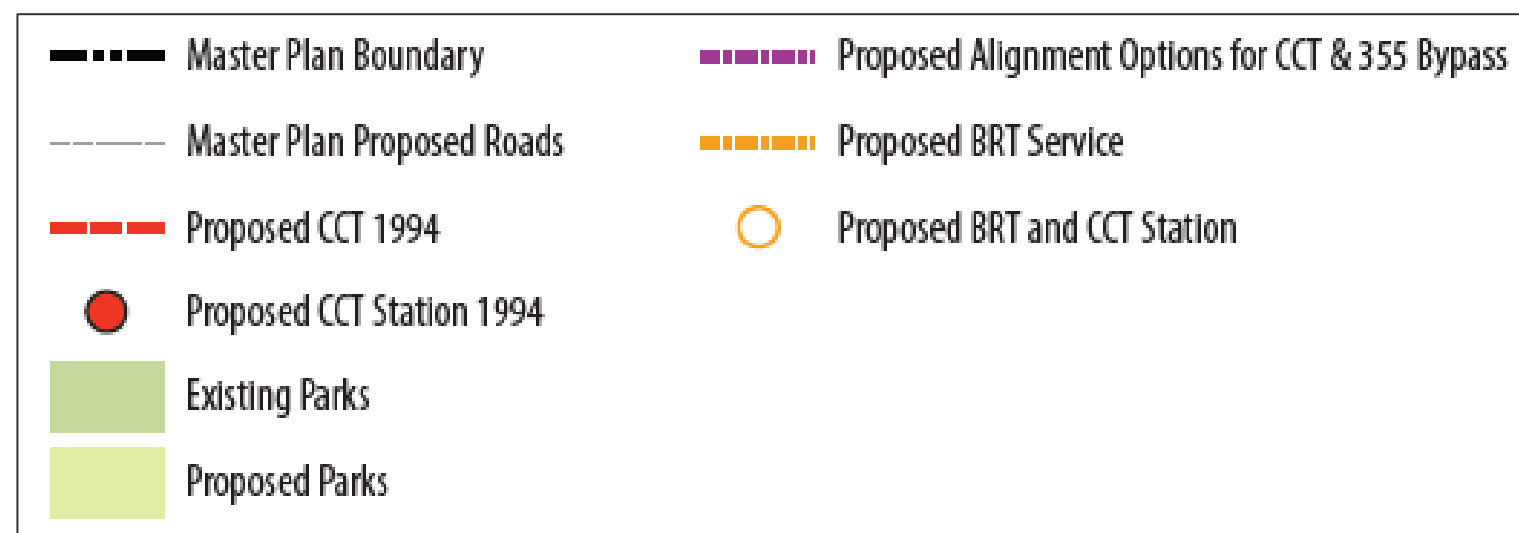 Master Plan Boundary
Master Plan Proposed Roads
Proposed CCT 1994
Proposed CCT Station 1994
Existing Parks
Proposed Parks
Proposed Alignment Options for CCT & 355 Bypass
Proposed BRT Service
Proposed BRT and CCT Station